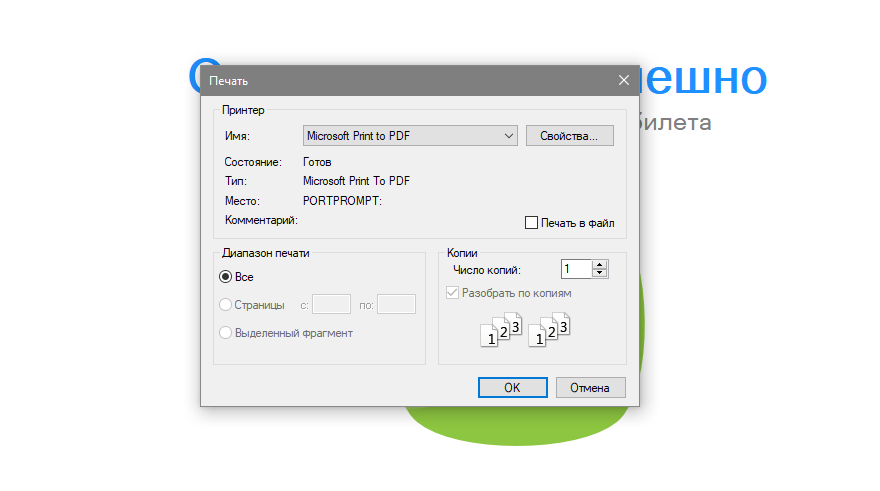 Печать
Принтер
Имя: Microsoft Print to PDF Свойства...
Состояние: Готов
Тип: Microsoft Print To PDF
Место: PORTPROMPT:
Комментарий:
Печать в файл
Диапазон печати
Все
Страницы с: по:
Выделенный фрагмент
Копии
Число копий: 1
Разобрать по копиям
1 2 3 1 2 3
OK Отмена